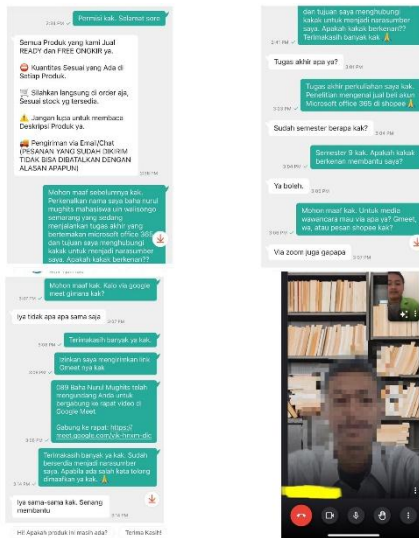 Permisi kak. Selamat sore
Semua Produk yang kami Jual
READY dan FREE ONGKIR ya.
Kuantitas Sesuai yang Ada di
Setiap Produk.
Silahkan langsung di order aja,
Sesuai stock yg tersedia.
Jangan lupa untuk membaca
Deskripsi Produk ya.
Pengiriman via Email/Chat
(PESANAN YANG SUDAH DIKIRIM
TIDAK BISA DIBATALKAN DENGAN
ALASAN APAPUN)
Mohon maaf sebelumnya kak.
Perkenalkan nama saya baha nurul
mughits mahasiswa uin walisongo
semarang yang sedang
menjalankan tugas akhir yang
bertemakan microsoft office 365
dan tujuan saya menghubungi
kakak untuk menjadi narasumber
saya. Apakah kakak berkenan??
dan tujuan saya menghubungi
kakak untuk menjadi narasumber
saya. Apakah kakak berkenan??
Terimakasih banyak kak
Tugas akhir apa ya?
Tugas akhir perkuliahan saya kak.
Penelitian mengenai jual beli akun
Microsoft office 365 di shopee
Sudah semester berapa kak?
Semester 9 kak. Apakah kakak
berkenan membantu saya?
Ya boleh.
Mohon maaf kak. Untuk media
wawancara mau via apa ya? Gmeet,
wa, atau pesan shopee kak?
Via zoom juga gapapa
Mohon maaf kak. Kalo via google
meet gimana kak?
Iya tidak apa apa sama saja
Terimakasih banyak ya kak.
Izinkan saya mengirimkan link
Gmeet nya kak
089 Baha Nurul Mughits telah
mengundang Anda untuk
bergabung ke rapat video di
Google Meet
Gabung ke rapat: https://
Terimakasih banyak ya kak. Sudah
berserdia menjadi narasumber
saya. Apabila ada salah kata tolong
dimaafkan ya kak.
Iya sama-sama kak. Senang
membantu
Hi! Apakah produk ini masih ada?
Terima Kasih!